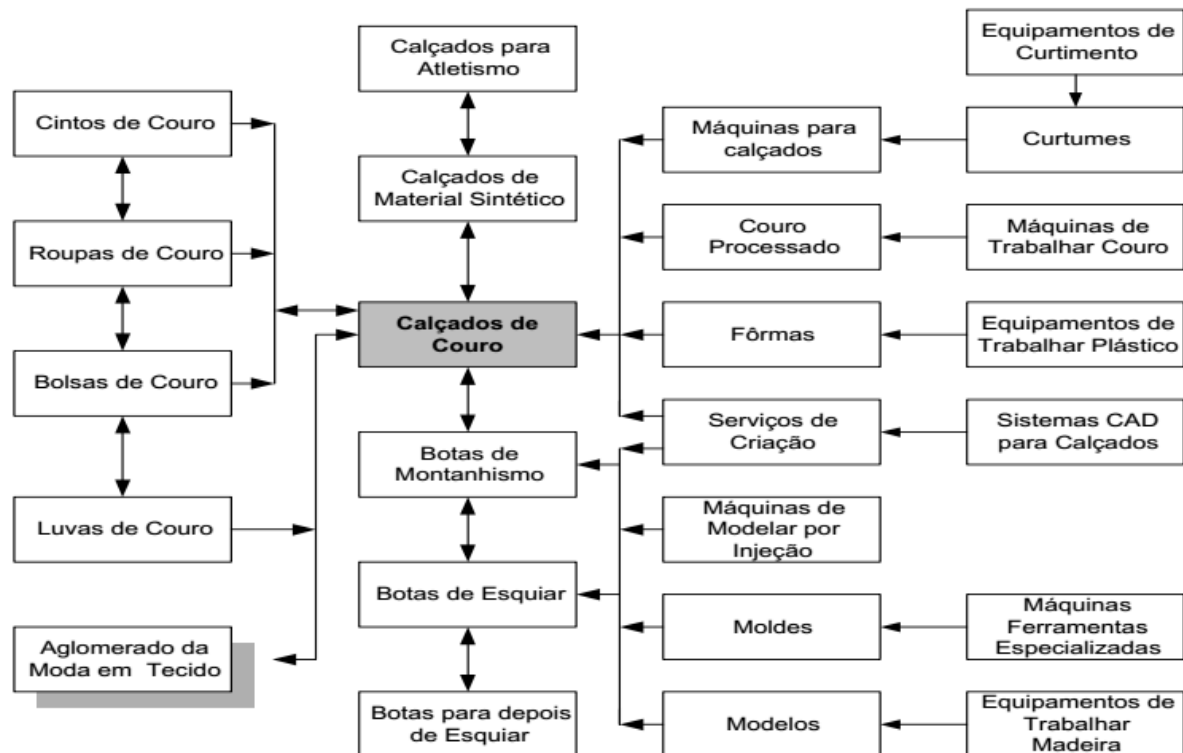 Calçados para
Atletismo
Equipamentos de
Curtimento
Cintos de Couro
Máquinas para
calçados
Curtumes
Calçados de
Material Sintético
Roupas de Couro
Couro
Processado
Máquinas de
Trabalhar Couro
Calçados de
Couro
Fôrmas
Equipamentos de
Trabalhar Plástico
Bolsas de Couro
Serviços de
Criação
Sistemas CAD
para Calçados
Botas de
Montanhismo
Luvas de Couro
Máquinas de
Modelar por
Injeção
Botas de Esquiar
Moldes
Máquinas
Ferramentas
Especializadas
Aglomerado da
Moda em Tecido
Botas para depois
de Esquiar
Modelos
Equipamentos de
Trabalhar
Madeira